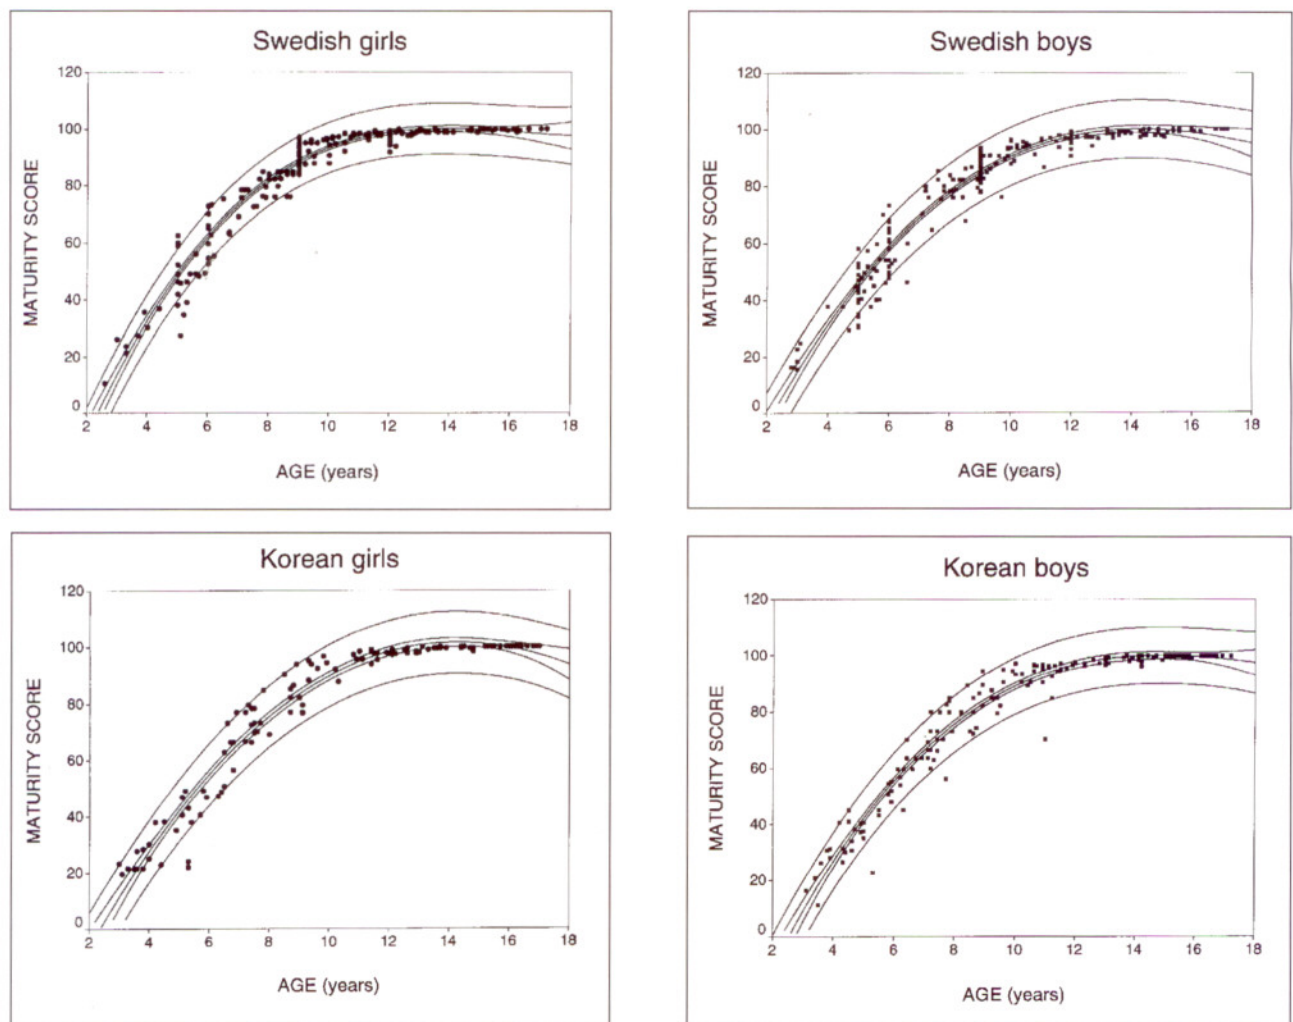 Swedish girls
120
100
80
60
40
20
0
2 4 6 8 10 12 14 16 18
MATURITY SCORE
AGE (years)
Swedish boys
120
100
80
60
40
20
0
2 4 6 8 10 12 14 16 18
MATURITY SCORE
AGE (years)
Korean girls
120
100
80
60
40
20
0
2 4 6 8 10 12 14 16 18
MATURITY SCORE
AGE (years)
Korean boys
120
100
80
60
40
20
0
2 4 6 8 10 12 14 16 18
MATURITY SCORE
AGE (years)